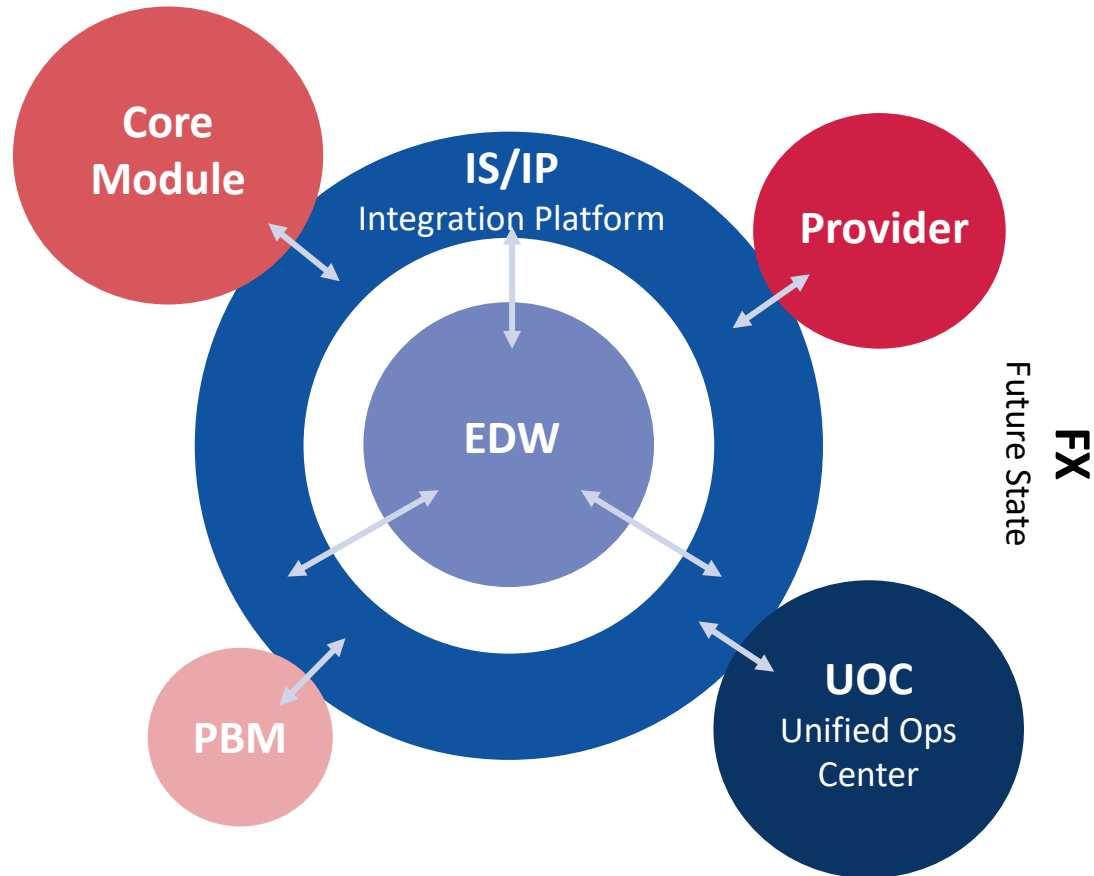 Core
Module
IS/IP
Integration Platform
Provider
EDW
FX
Future State
PBM
UOC
Unified Ops
Center